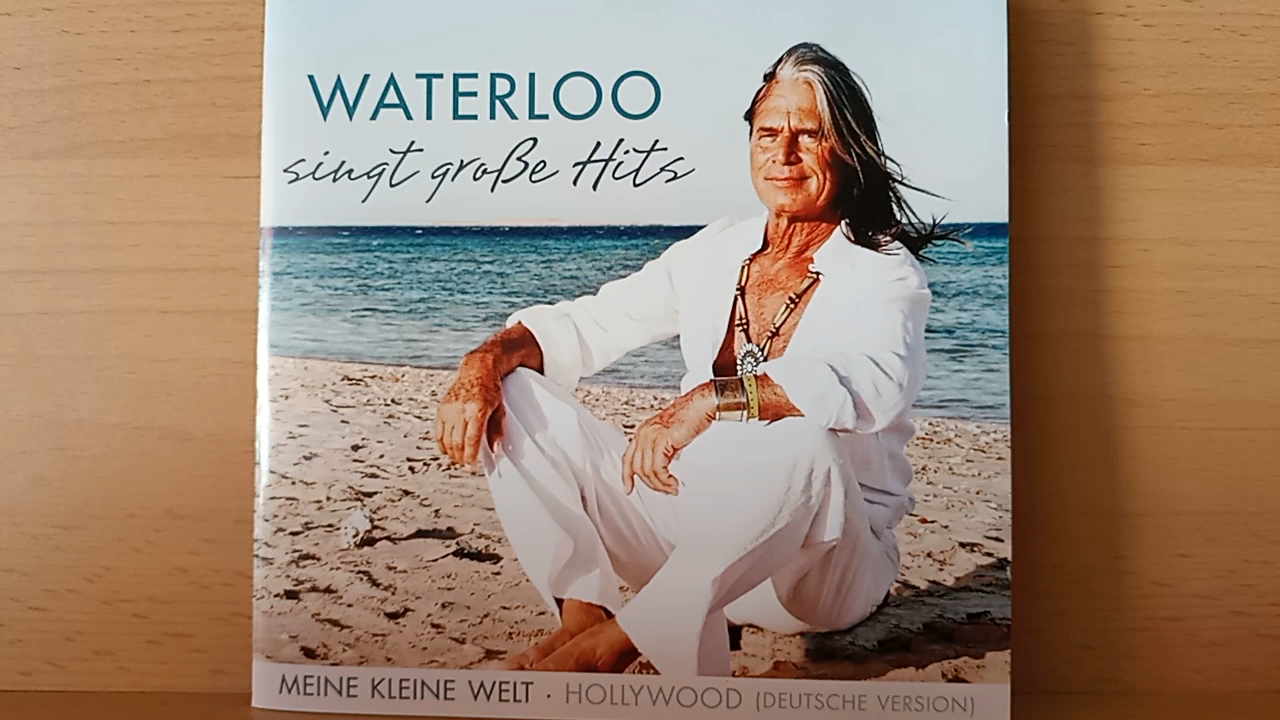 WATERLOO
singt große Hits
MEINE KLEINE WELT · HOLLYWOOD (DEUTSCHE VERSION)